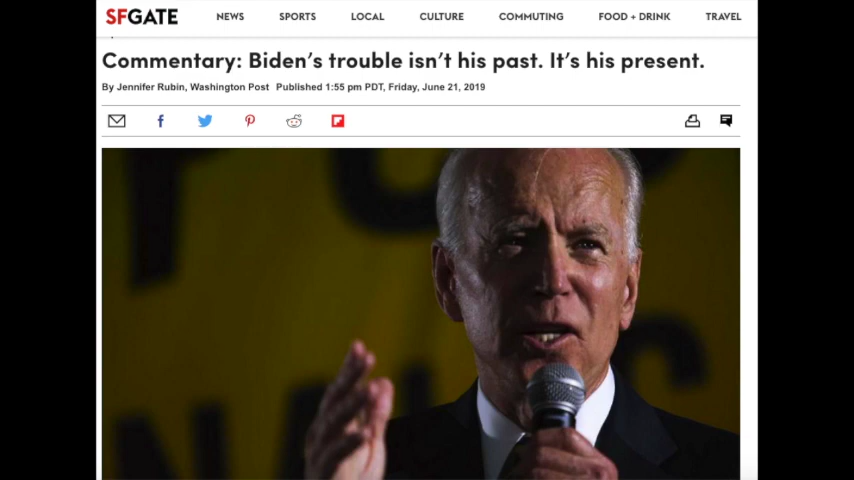 SFGATE NEWS SPORTS LOCAL CULTURE COMMUTING FOOD + DRINK TRAVEL
Commentary: Biden's trouble isn't his past. It's his present.
By Jennifer Rubin, Washington Post Published 1:55 pm PDT, Friday, June 21, 2019